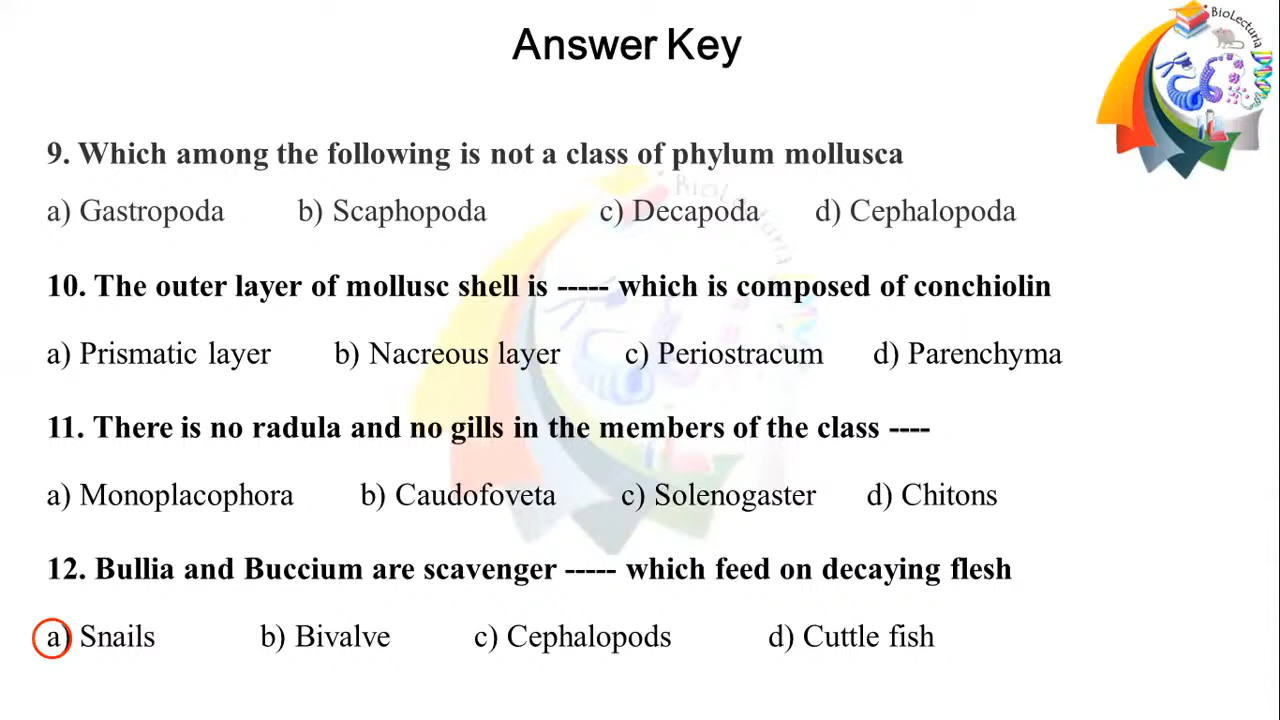 Answer Key
BioLecturia
9. Which among the following is not a class of phylum mollusca
a) Gastropoda b) Scaphopoda c) Decapoda d) Cephalopoda
10. The outer layer of mollusc shell is ----- which is composed of conchiolin
a) Prismatic layer b) Nacreous layer c) Periostracum d) Parenchyma
11. There is no radula and no gills in the members of the class ----
a) Monoplacophora b) Caudofoveta c) Solenogaster d) Chitons
12. Bullia and Buccium are scavenger ----- which feed on decaying flesh
a) Snails b) Bivalve c) Cephalopods d) Cuttle fish